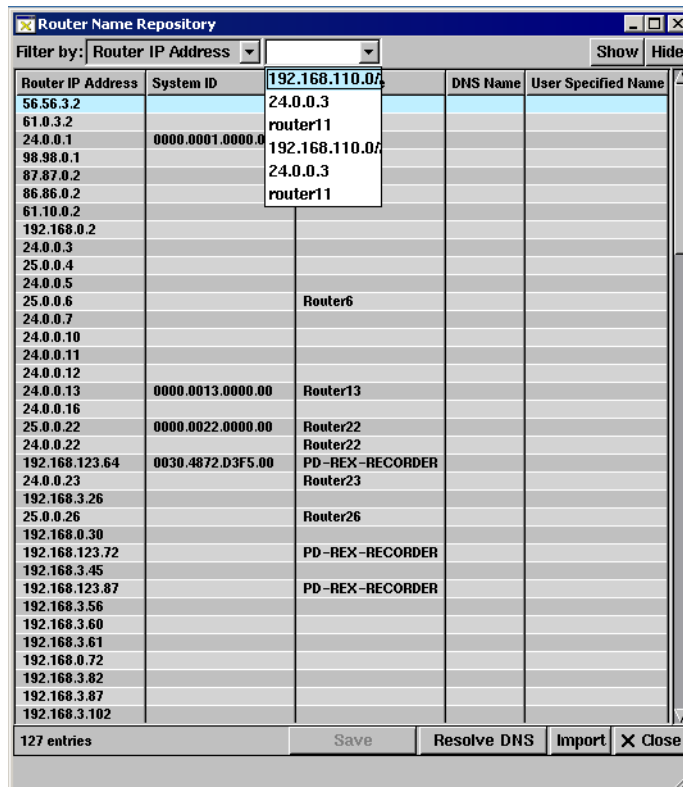 Router Name Repository
Filter by: Router IP Address Show Hide
Router IP Address System ID DNS Name User Specified Name
192.168.110.0/
24.0.0.3
router11
192.168.110.0/
24.0.0.3
router11
56.56.3.2
61.0.3.2
24.0.0.1 0000.0001.0000.0
98.98.0.1
87.87.0.2
86.86.0.2
61.10.0.2
192.168.0.2
24.0.0.3
25.0.0.4
24.0.0.5
25.0.0.6 Router6
24.0.0.7
24.0.0.10
24.0.0.11
24.0.0.12
24.0.0.13 0000.0013.0000.00 Router13
24.0.0.16
25.0.0.22 0000.0022.0000.00 Router22
24.0.0.22 Router22
192.168.123.64 0030.4872.D3F5.00 PD-REX-RECORDER
24.0.0.23 Router23
192.168.3.26
25.0.0.26 Router26
192.168.0.30
192.168.123.72 PD-REX-RECORDER
192.168.3.45
192.168.123.87 PD-REX-RECORDER
192.168.3.56
192.168.3.60
192.168.3.61
192.168.0.72
192.168.3.82
192.168.3.87
192.168.3.102
127 entries Save Resolve DNS Import Close